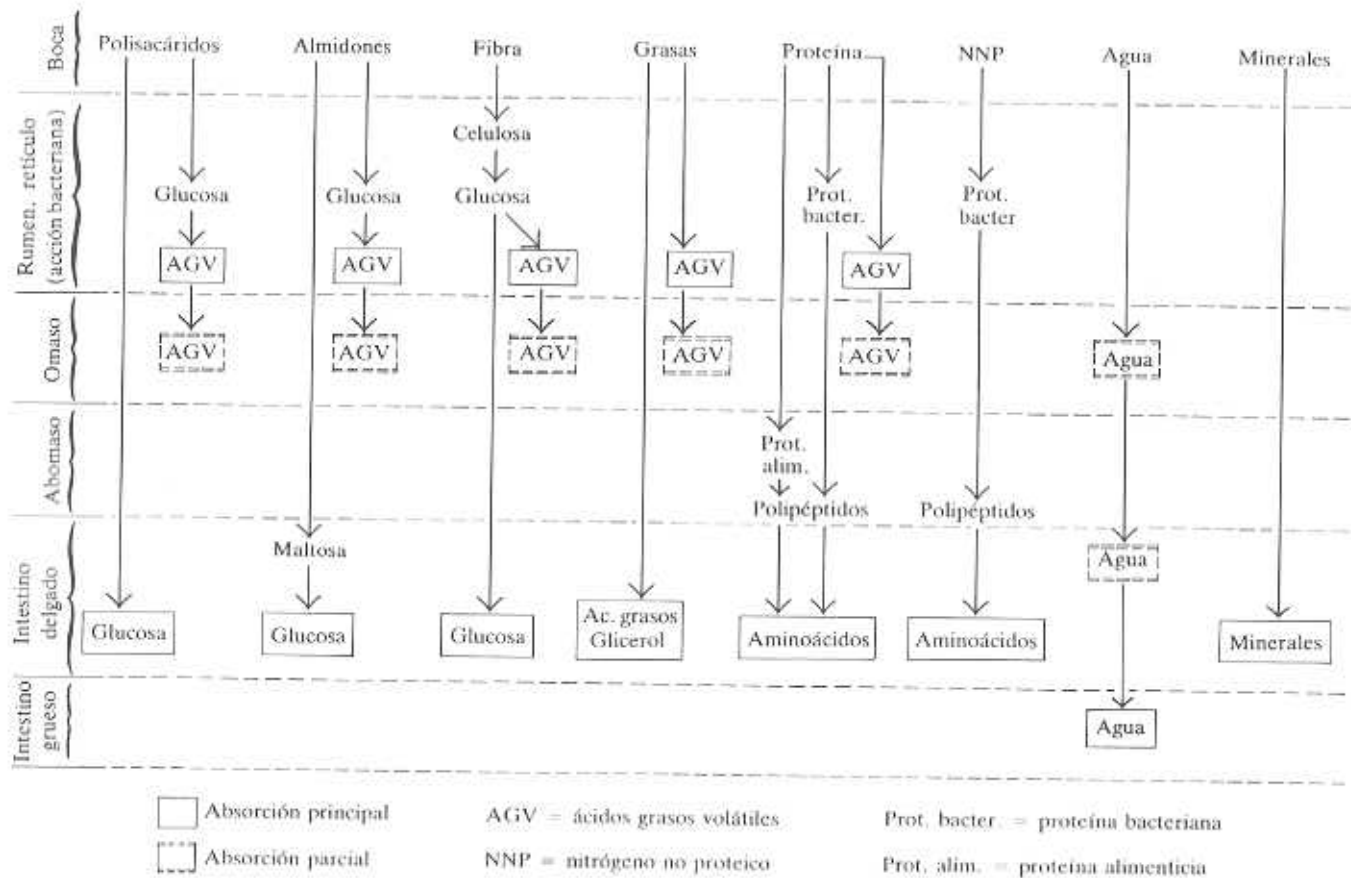 Boca
Polisacáridos Almidones Fibra Grasas Proteína NNP Agua Minerales
Rumen. retículo
(acción bacteriana)
Celulosa
Glucosa Glucosa Glucosa Prot. Prot.
bacter. bacter
AGV AGV AGV AGV AGV
Omaso
AGV AGV AGV AGV AGV Agua
Abomaso
Prot.
alim.
Polipéptidos Polipéptidos
Intestino
delgado
Maltosa Agua
Glucosa Glucosa Glucosa Ac. grasos
Glicerol Aminoácidos Aminoácidos Minerales
Intestino
grueso
Agua
Absorción principal AGV = ácidos grasos volátiles Prot. bacter. = proteína bacteriana
Absorción parcial NNP = nitrógeno no proteico Prot. alim. = proteína alimenticia